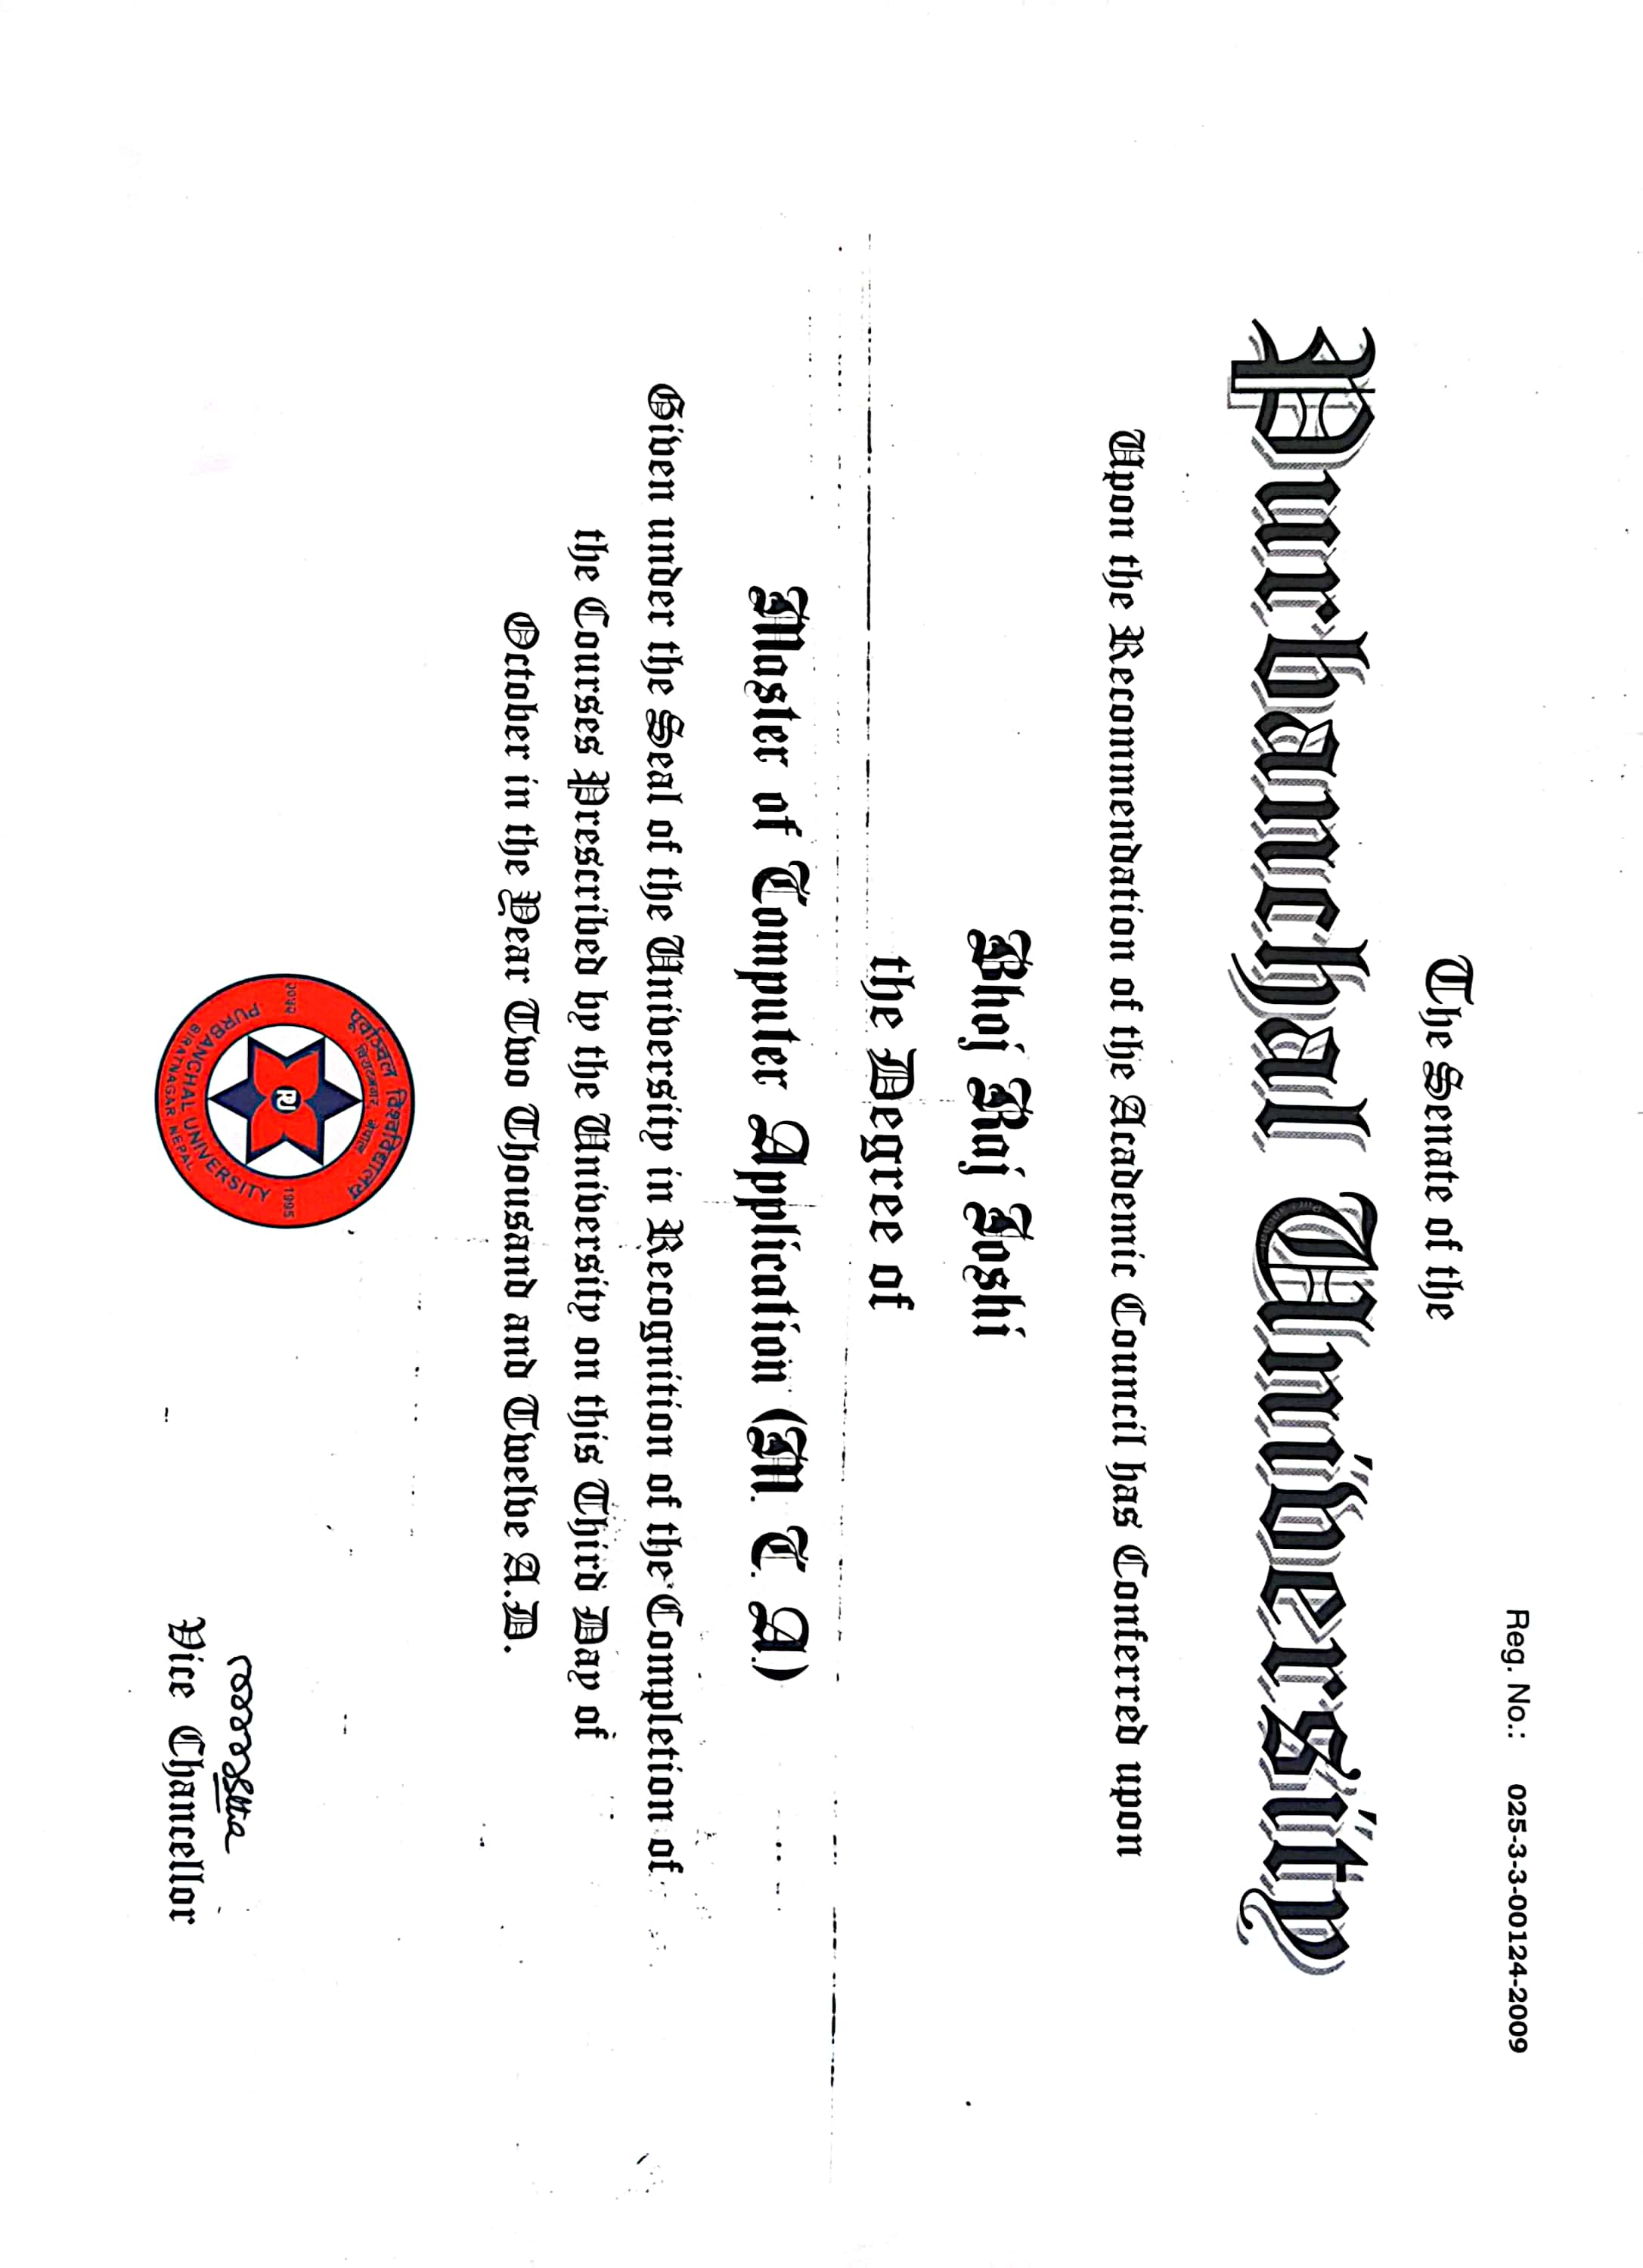 Reg. No.: 025-3-3-00124-2009
The Senate of the
Purbanchal University
Upon the Recommendation of the Academic Council has Conferred upon
Bhoj Raj Joshi
the Degree of
Master of Computer Application (M. C. A.)
Given under the Seal of the University in Recognition of the Completion of
the Courses Prescribed by the University on this Third Day of
October in the Year Two Thousand and Twelve A.D.
पूर्वाञ्चल विश्वविद्यालय
विराटनगर, नेपाल
२०५२
PU
1995
PURBANCHAL UNIVERSITY
BIRATNAGAR, NEPAL
Vice Chancellor